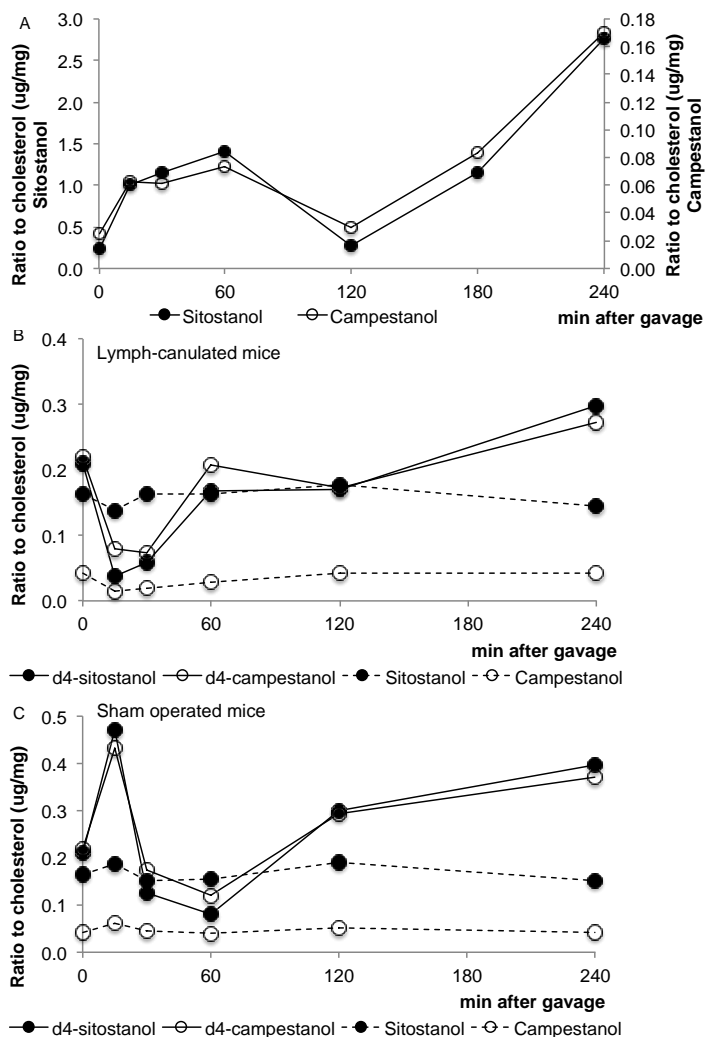 A
Ratio to cholesterol (ug/mg)
Sitostanol
3.0
2.5
2.0
1.5
1.0
0.5
0.0
0.18
0.16
0.14
0.12
0.10
0.08
0.06
0.04
0.02
0.00
Ratio to cholesterol (ug/mg)
Campestanol
0 60 120 180 240
Sitostanol Campestanol
min after gavage
B
Lymph-canulated mice
Ratio to cholesterol (ug/mg)
0.4
0.3
0.2
0.1
0.0
0 60 120 180 240
min after gavage
d4-sitostanol d4-campestanol Sitostanol Campestanol
C
Sham operated mice
Ratio to cholesterol (ug/mg)
0.5
0.4
0.3
0.2
0.1
0.0
0 60 120 180 240
min after gavage
d4-sitostanol d4-campestanol Sitostanol Campestanol